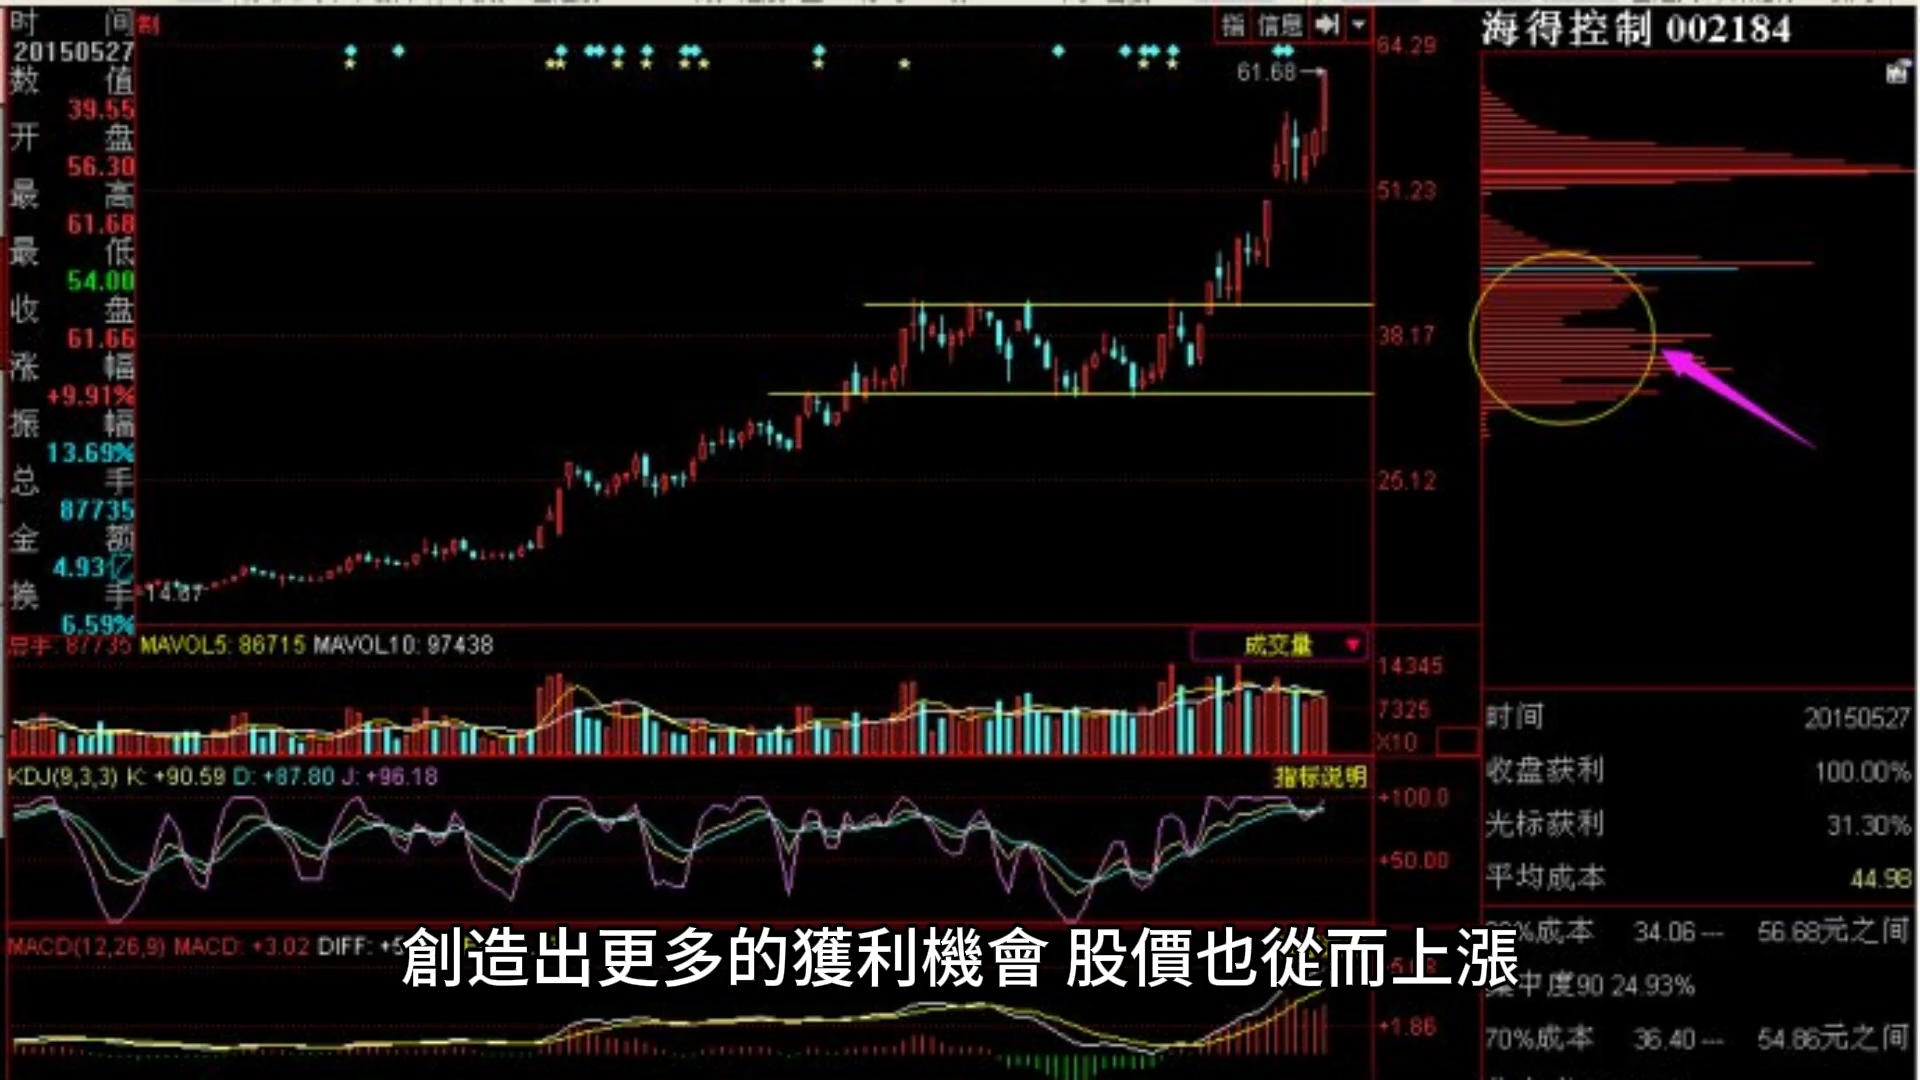 时间
20150527
数值
39.55
开盘
56.30
最高
61.68
最低
54.00
收盘
61.66
涨幅
+9.91%
振幅
13.69%
总手
87735
金额
4.93亿
换手
6.59%
指 信息
64.29
61.68
51.23
38.17
25.12
14.67
总手: 87735 MAVOL5: 86715 MAVOL10: 97438
成交量
14345
7325
X10
KDJ(9,3,3) K: +90.59 D: +87.80 J: +96.18
指标说明
+100.0
+50.00
MACD(12,26,9) MACD: +3.02 DIFF:
+1.86
海得控制 002184
时间 20150527
收盘获利 100.00%
光标获利 31.30%
平均成本 44.98
成本 34.06 -- 56.68元之间
集中度90 24.93%
70%成本 36.40 -- 54.86元之间
創造出更多的獲利機會 股價也從而上漲